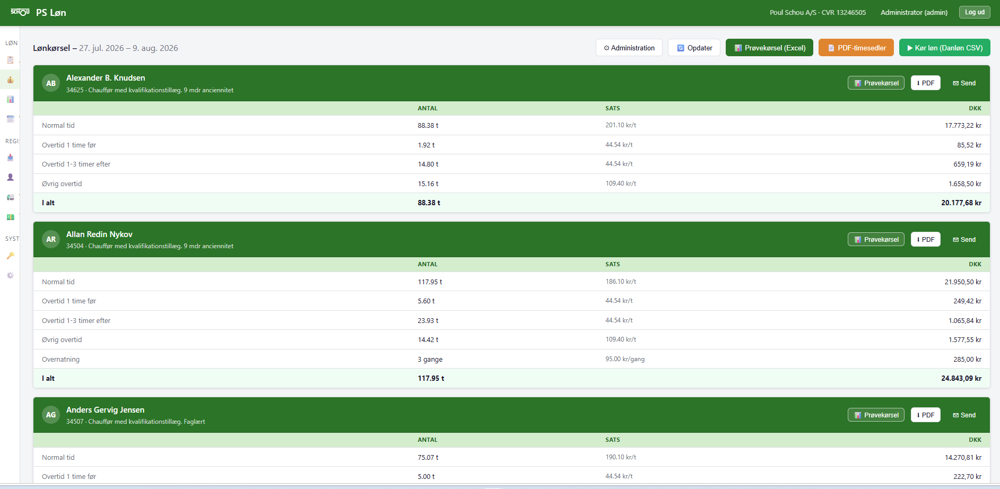 SCHOU PS Løn Poul Schou A/S · CVR 13246505 Administrator (admin) Log ud
LØN
REGI
SYST
Lønkørsel – 27. jul. 2026 – 9. aug. 2026 Administration Opdater Prøvekørsel (Excel) PDF-timesedler Kør løn (Danløn CSV)
AB Alexander B. Knudsen
34625 · Chauffør med kvalifikationstillæg. 9 mdr anciennitet
Prøvekørsel PDF Send
ANTAL SATS DKK
Normal tid 88.38 t 201.10 kr/t 17.773,22 kr
Overtid 1 time før 1.92 t 44.54 kr/t 85,52 kr
Overtid 1-3 timer efter 14.80 t 44.54 kr/t 659,19 kr
Øvrig overtid 15.16 t 109.40 kr/t 1.658,50 kr
I alt 88.38 t 20.177,68 kr
AR Allan Redin Nykov
34504 · Chauffør med kvalifikationstillæg. 9 mdr anciennitet
Prøvekørsel PDF Send
ANTAL SATS DKK
Normal tid 117.95 t 186.10 kr/t 21.950,50 kr
Overtid 1 time før 5.60 t 44.54 kr/t 249,42 kr
Overtid 1-3 timer efter 23.93 t 44.54 kr/t 1.065,84 kr
Øvrig overtid 14.42 t 109.40 kr/t 1.577,55 kr
Overnatning 3 gange 95.00 kr/gang 285,00 kr
I alt 117.95 t 24.843,09 kr
AG Anders Gervig Jensen
34507 · Chauffør med kvalifikationstillæg. Faglært
Prøvekørsel PDF Send
ANTAL SATS DKK
Normal tid 75.07 t 190.10 kr/t 14.270,81 kr
Overtid 1 time før 5.00 t 44.54 kr/t 222,70 kr